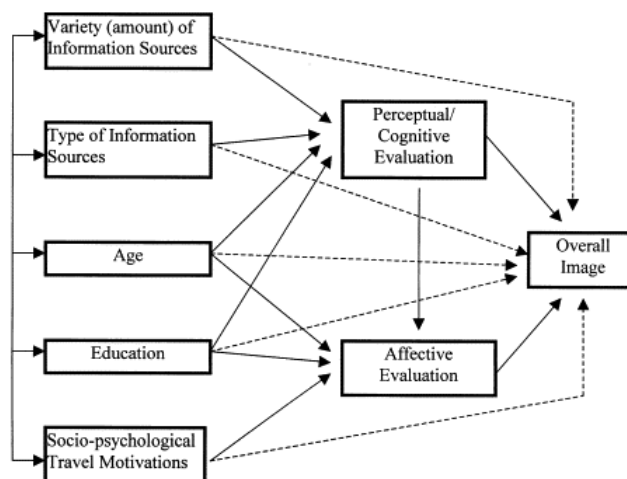 Variety (amount) of
Information Sources
Type of Information
Sources
Perceptual/
Cognitive
Evaluation
Age
Overall
Image
Education
Affective
Evaluation
Socio-psychological
Travel Motivations